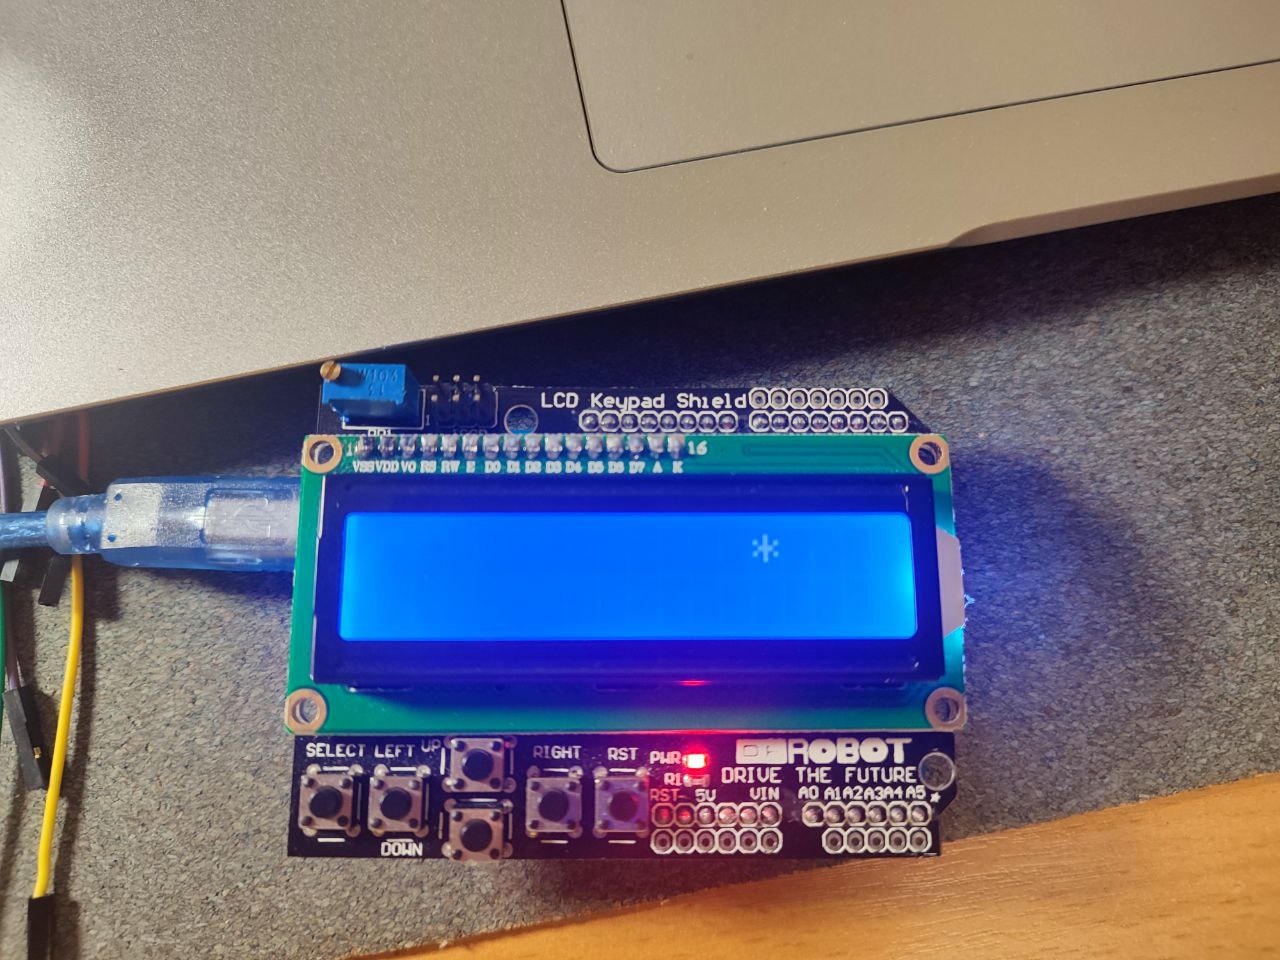 LCD Keypad Shield
W103
1
16
VSS VDD VO RS RW E D0 D1 D2 D3 D4 D5 D6 D7 A K
*
SELECT LEFT UP RIGHT RST PWR
DFROBOT
DRIVE THE FUTURE
RST 5V VIN A0 A1 A2 A3 A4 A5
DOWN